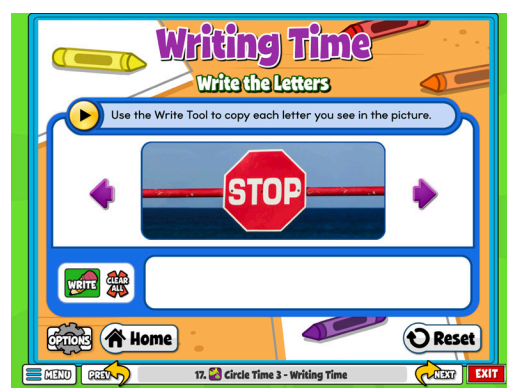 Writing Time
Write the Letters
Use the Write Tool to copy each letter you see in the picture.
STOP
WRITE
CLEAR
ALL
OPTIONS
Home
Reset
MENU
PREV
17. Circle Time 3 - Writing Time
NEXT
EXIT